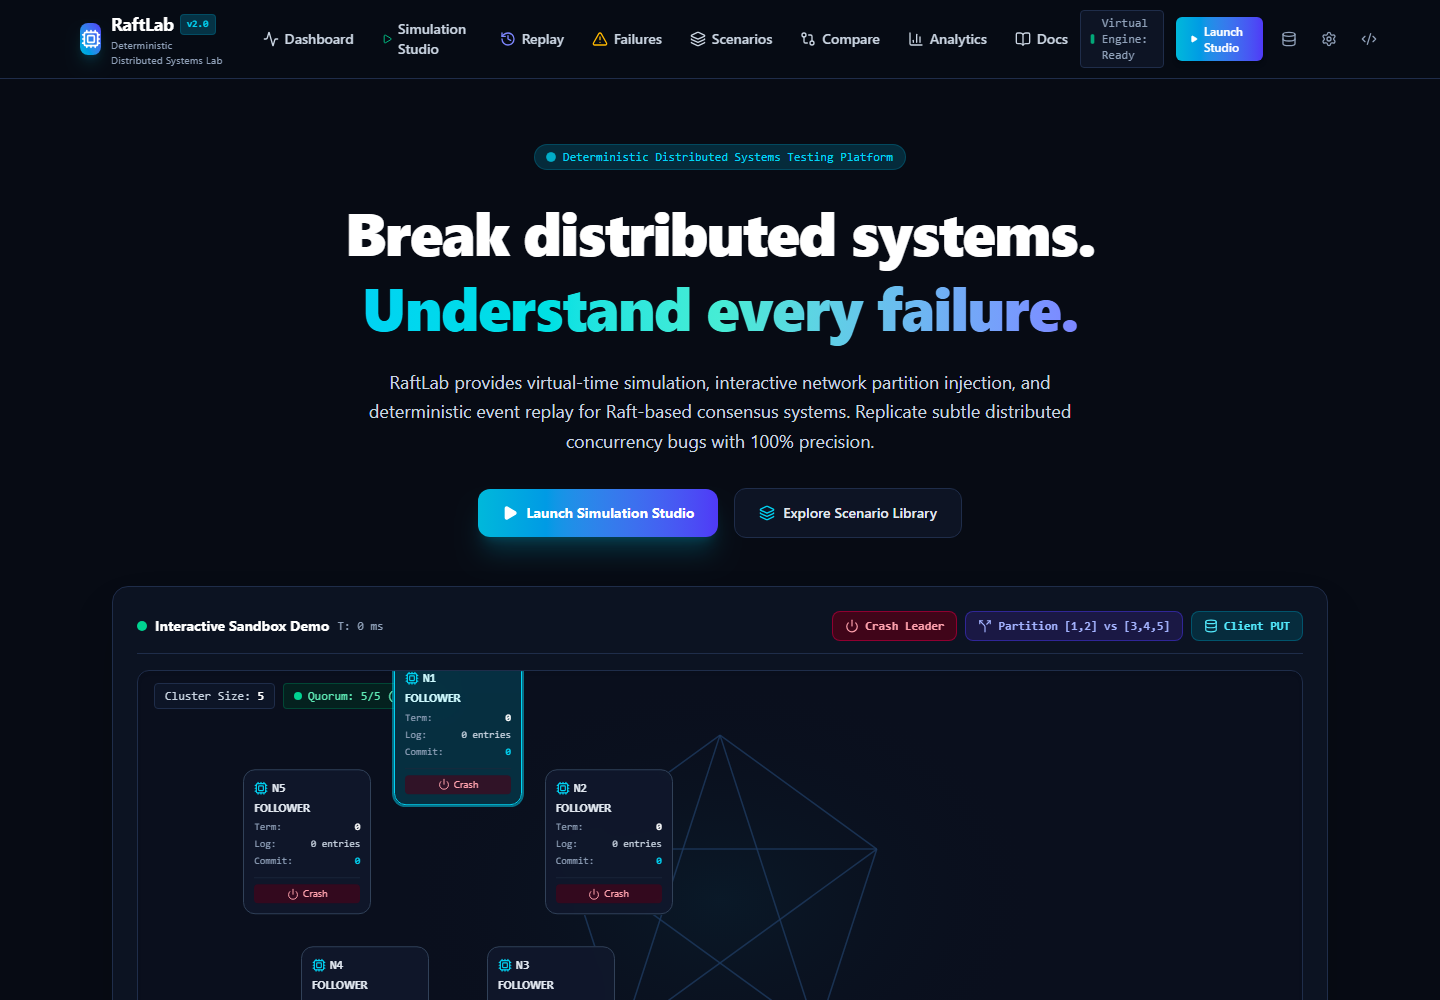 RaftLab v2.0
Deterministic
Distributed Systems Lab
Dashboard
Simulation
Studio
Replay
Failures
Scenarios
Compare
Analytics
Docs
Virtual
Engine:
Ready
Launch
Studio
Deterministic Distributed Systems Testing Platform
Break distributed systems.
Understand every failure.
RaftLab provides virtual-time simulation, interactive network partition injection, and
deterministic event replay for Raft-based consensus systems. Replicate subtle distributed
concurrency bugs with 100% precision.
Launch Simulation Studio
Explore Scenario Library
Interactive Sandbox Demo T: 0 ms
Crash Leader
Partition [1,2] vs [3,4,5]
Client PUT
Cluster Size: 5
Quorum: 5/5 (
N1
FOLLOWER
Term: 0
Log: 0 entries
Commit: 0
Crash
N5
FOLLOWER
Term: 0
Log: 0 entries
Commit: 0
Crash
N2
FOLLOWER
Term: 0
Log: 0 entries
Commit: 0
Crash
N4
FOLLOWER
N3
FOLLOWER